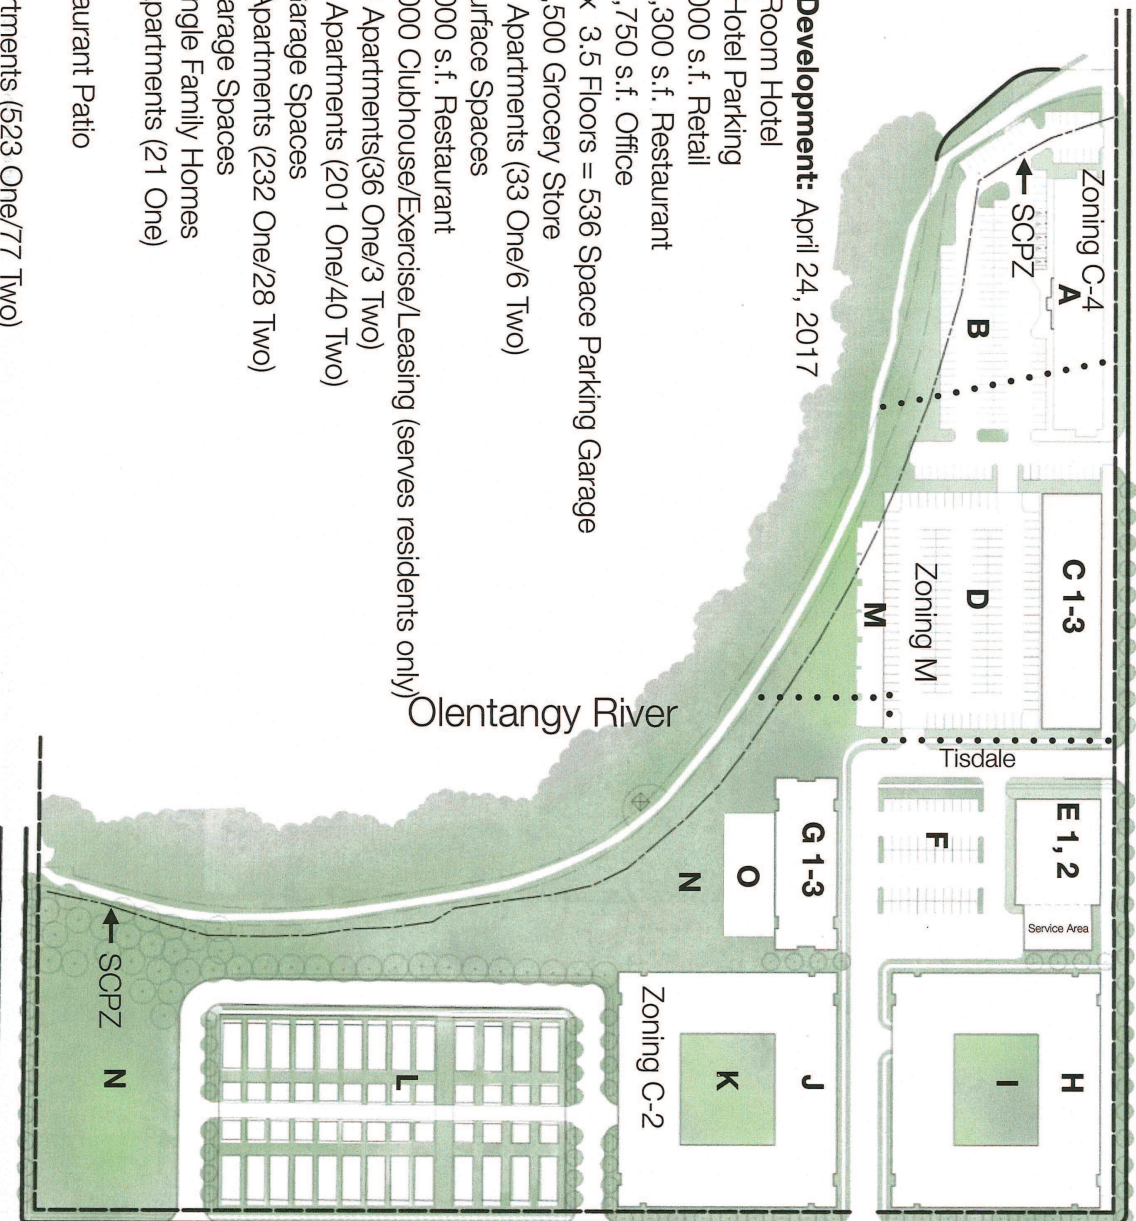 Development: April 24, 2017
Room Hotel
Hotel Parking
000 s.f. Retail
,300 s.f. Restaurant
,750 s.f. Office
x 3.5 Floors = 536 Space Parking Garage
,500 Grocery Store
Apartments (33 One/6 Two)
urface Spaces
000 s.f. Restaurant
000 Clubhouse/Exercise/Leasing (serves residents only)
Apartments(36 One/3 Two)
Apartments (201 One/40 Two)
arage Spaces
Apartments (232 One/28 Two)
arage Spaces
ngle Family Homes
partments (21 One)
aurant Patio
rtments (523 One/77 Two)
Zoning C-4
A
SCPZ
B
C 1-3
D
Zoning M
M
Olentangy River
Tisdale
E 1, 2
F
Service Area
G 1-3
O
N
H
I
J
K
Zoning C-2
L
SCPZ
N